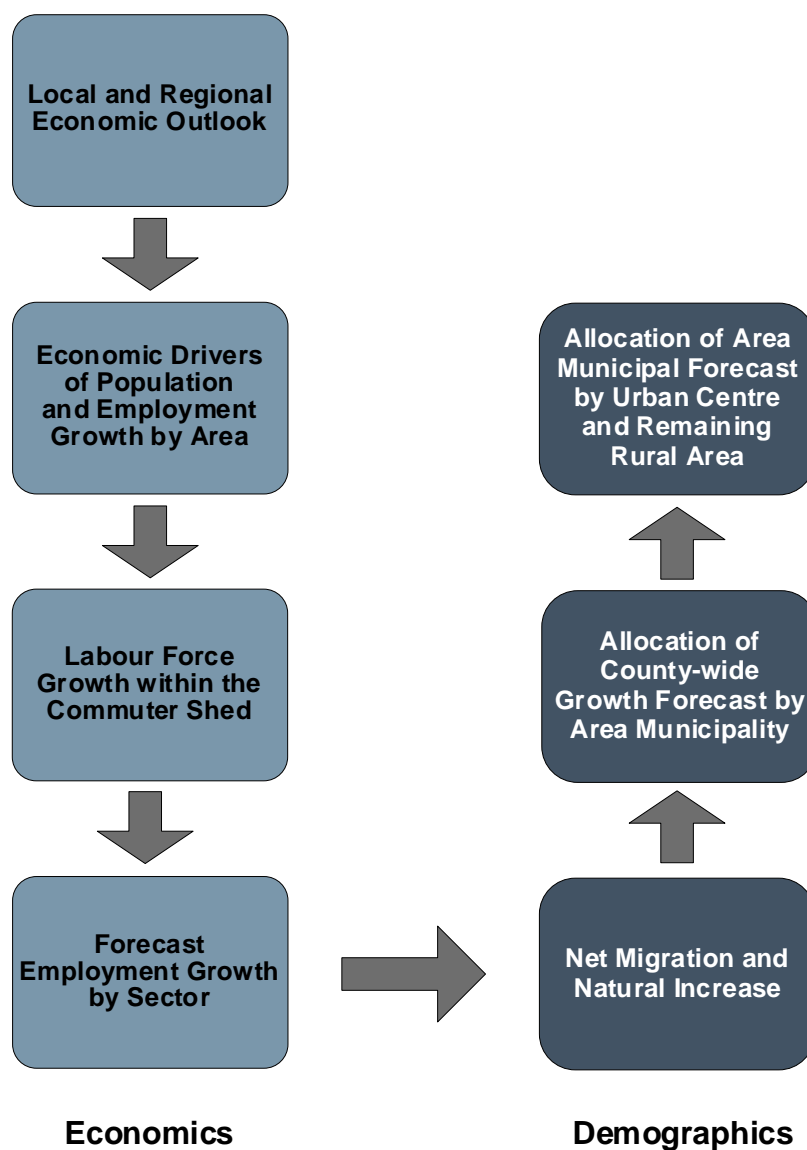 Local and Regional
Economic Outlook
Economic Drivers
of Population
and Employment
Growth by Area
Labour Force
Growth within the
Commuter Shed
Forecast
Employment Growth
by Sector
Economics
Allocation of Area
Municipal Forecast
by Urban Centre
and Remaining
Rural Area
Allocation of
County-wide
Growth Forecast by
Area Municipality
Net Migration and
Natural Increase
Demographics